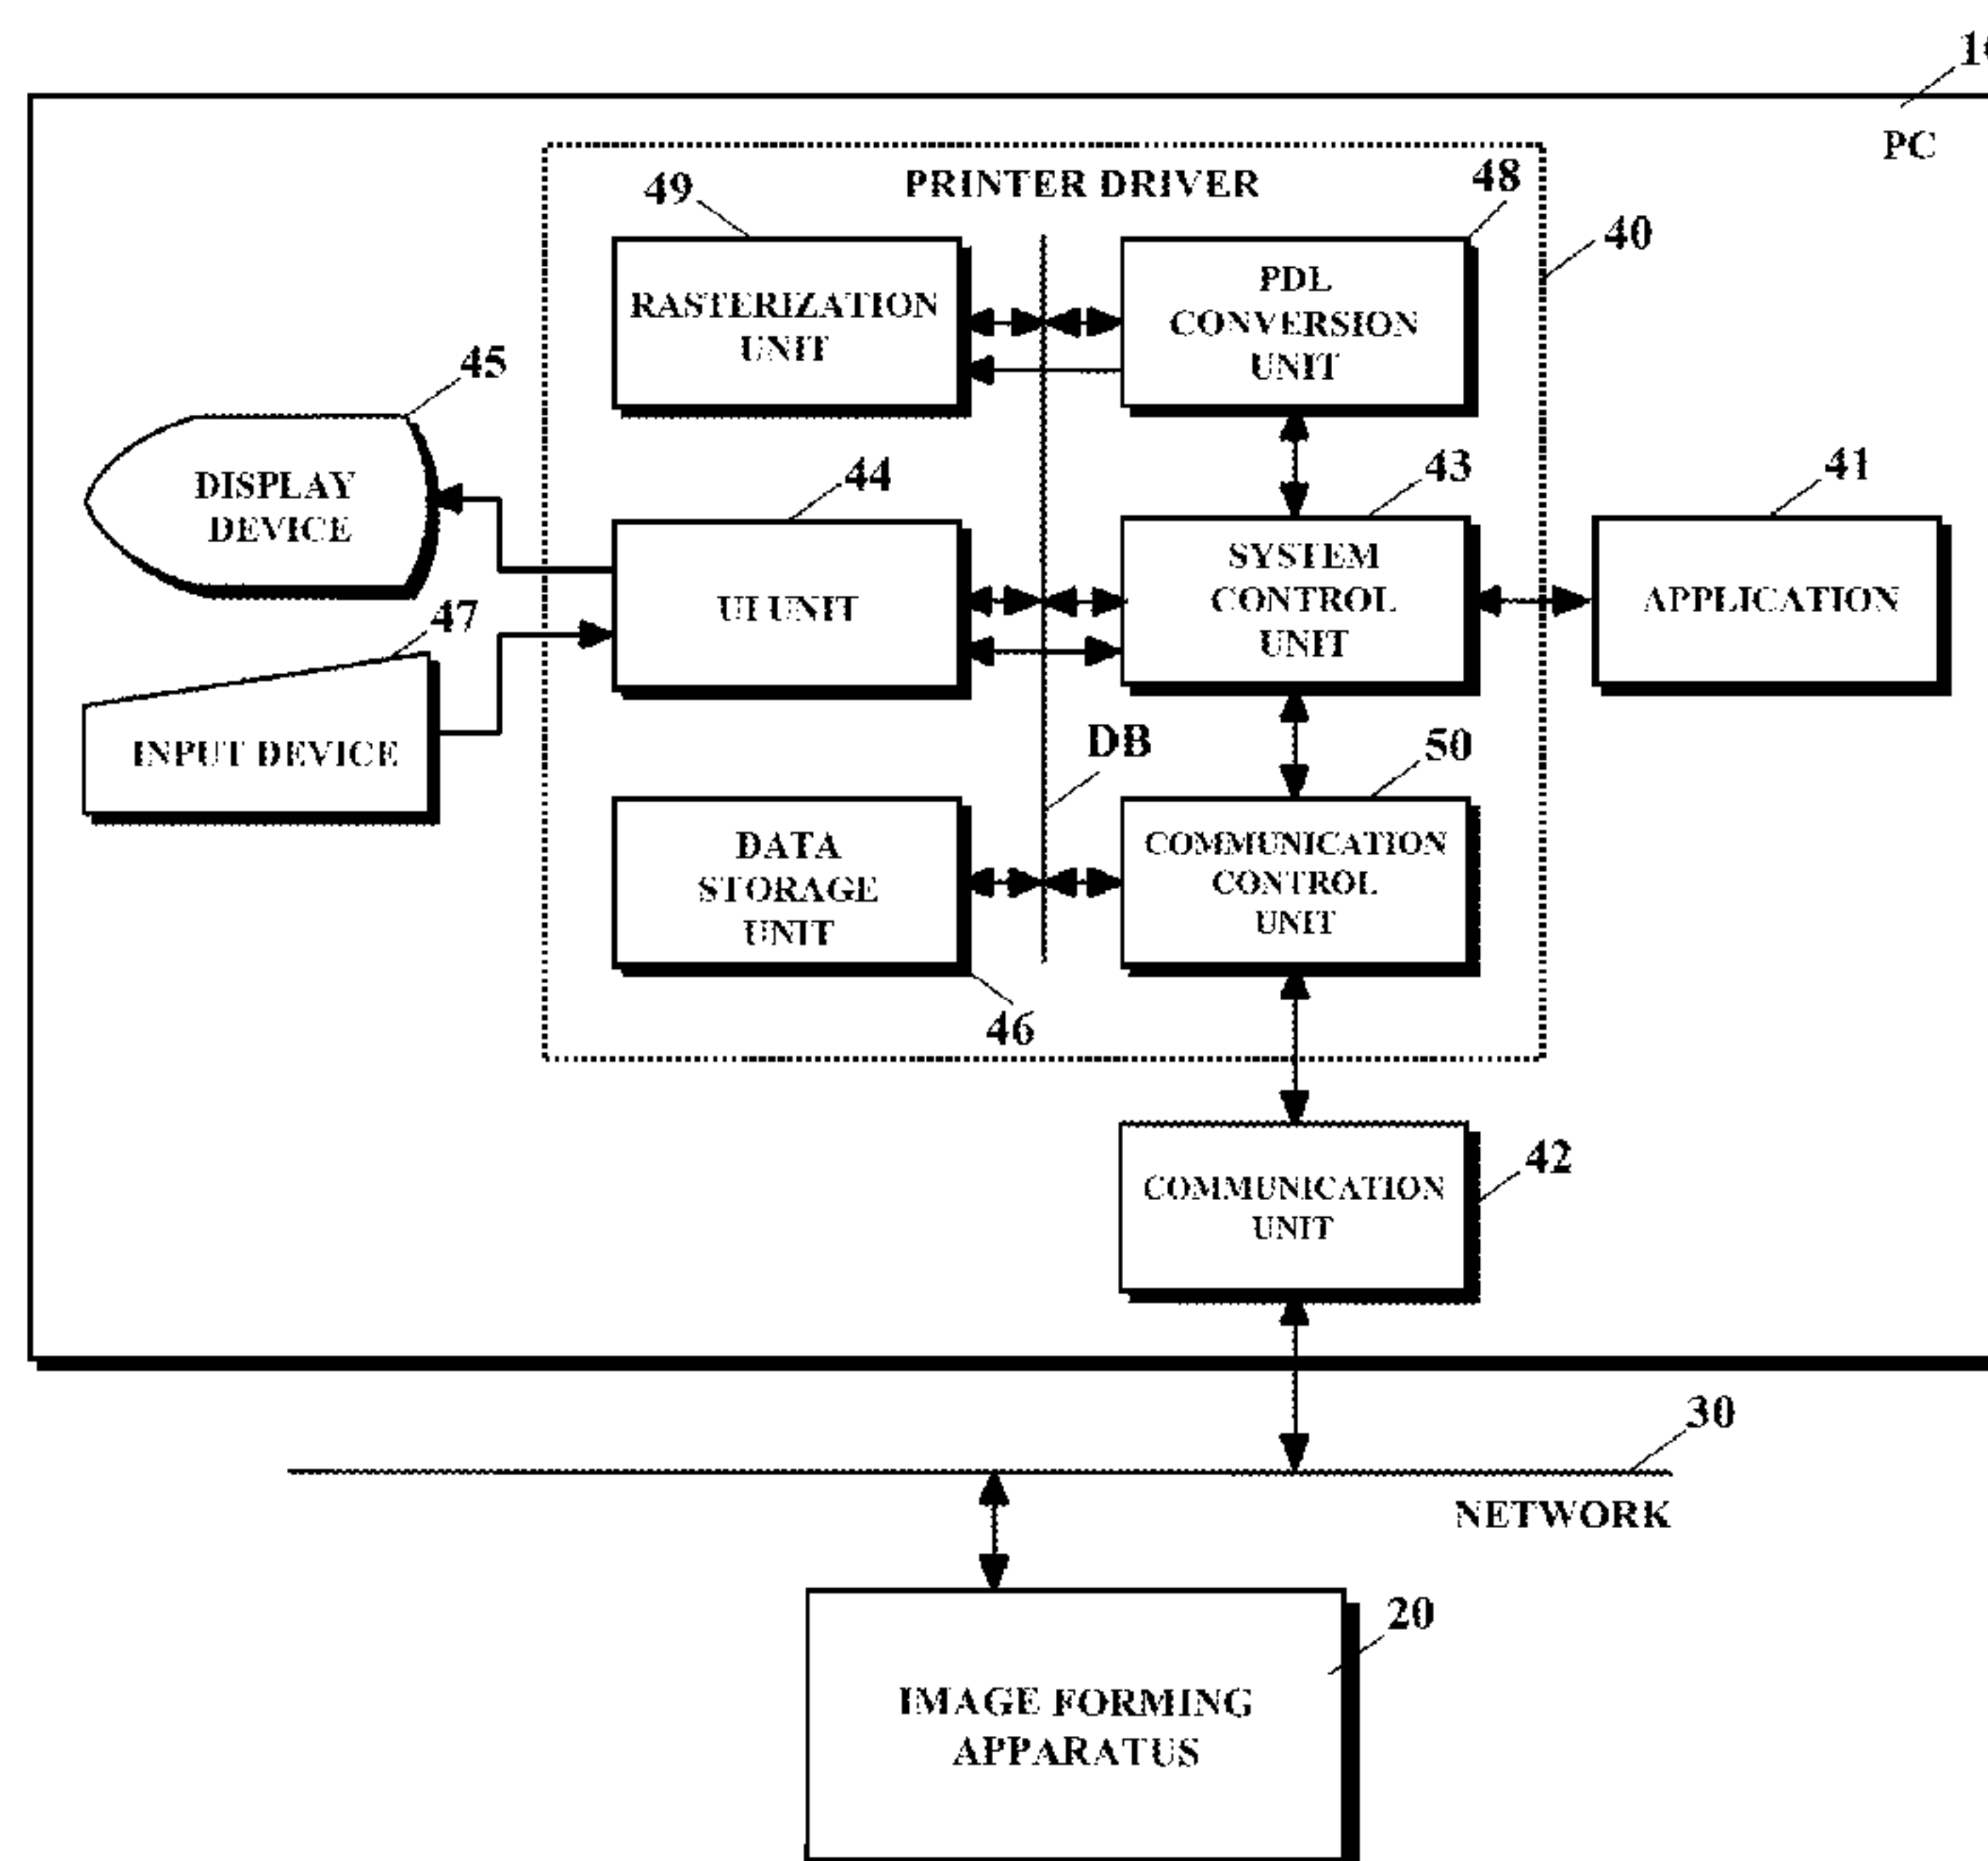 PC
PRINTER DRIVER
49
48
40
RASTERIZATION
UNIT
PDL
CONVERSION
UNIT
45
DISPLAY
DEVICE
44
43
41
UI UNIT
SYSTEM
CONTROL
UNIT
APPLICATION
47
INPUT DEVICE
DB
50
DATA
STORAGE
UNIT
COMMUNICATION
CONTROL
UNIT
46
42
COMMUNICATION
UNIT
30
NETWORK
20
IMAGE FORMING
APPARATUS